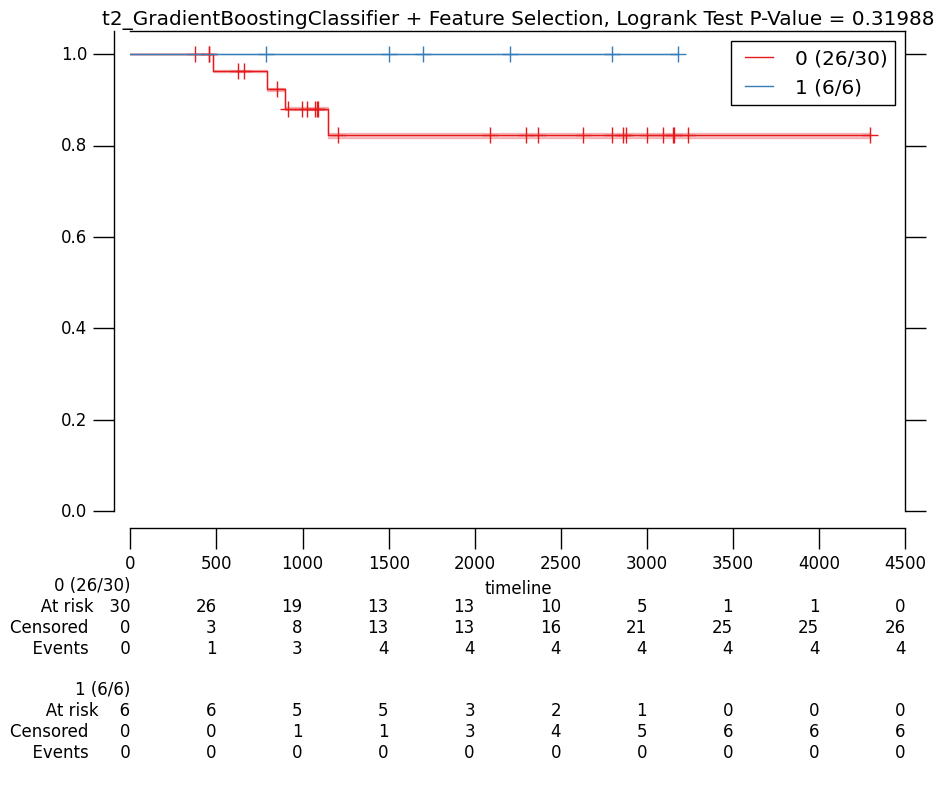 t2_GradientBoostingClassifier + Feature Selection, Logrank Test P-Value = 0.31988
1.0
0 (26/30)
1 (6/6)
0.8
0.6
0.4
0.2
0.0
0 500 1000 1500 2000 2500 3000 3500 4000 4500
timeline
0 (26/30)
At risk 30 26 19 13 13 10 5 1 1 0
Censored 0 3 8 13 13 16 21 25 25 26
Events 0 1 3 4 4 4 4 4 4 4
1 (6/6)
At risk 6 6 5 5 3 2 1 0 0 0
Censored 0 0 1 1 3 4 5 6 6 6
Events 0 0 0 0 0 0 0 0 0 0